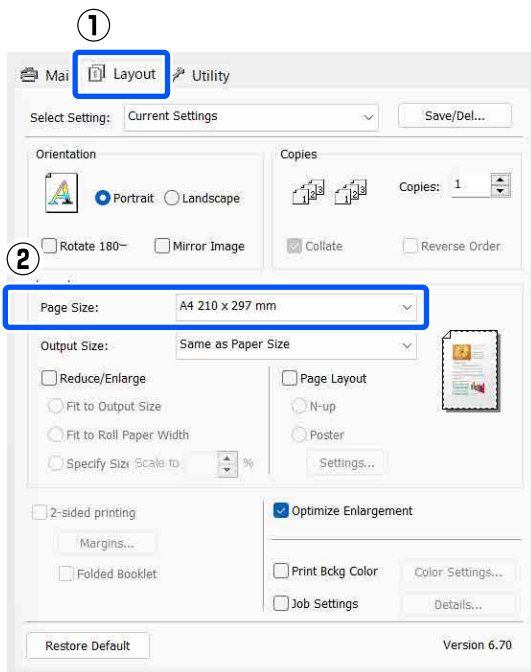 ①
Mai Layout Utility
Select Setting: Current Settings Save/Del...
Orientation Copies
Portrait Landscape Copies: 1
Rotate 180° Mirror Image Collate Reverse Order
②
Page Size: A4 210 x 297 mm
Output Size: Same as Paper Size
Reduce/Enlarge Page Layout
Fit to Output Size N-up
Fit to Roll Paper Width Poster
Specify Size Scale to % Settings...
2-sided printing Optimize Enlargement
Margins...
Folded Booklet Print Bckg Color Color Settings...
Job Settings Details...
Restore Default Version 6.70